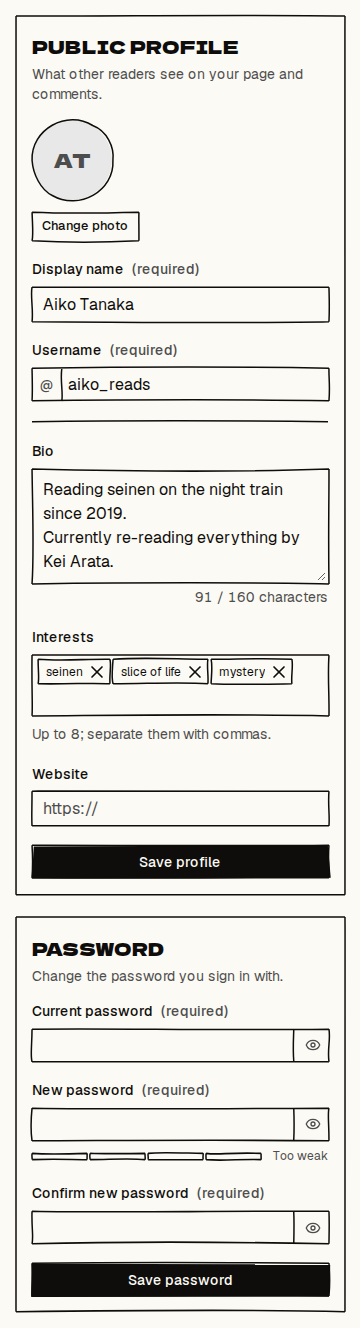 PUBLIC PROFILE
What other readers see on your page and
comments.
AT
Change photo
Display name (required)
Aiko Tanaka
Username (required)
@ aiko_reads
Bio
Reading seinen on the night train
since 2019.
Currently re-reading everything by
Kei Arata.
91 / 160 characters
Interests
seinen slice of life mystery
Up to 8; separate them with commas.
Website
https://
Save profile
PASSWORD
Change the password you sign in with.
Current password (required)
New password (required)
Too weak
Confirm new password (required)
Save password